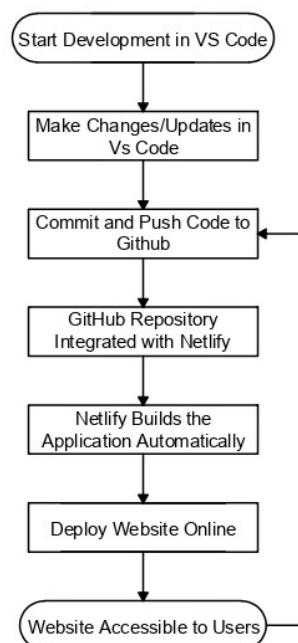 Start Development in VS Code
Make Changes/Updates in
Vs Code
Commit and Push Code to
Github
GitHub Repository
Integrated with Netlify
Netlify Builds the
Application Automatically
Deploy Website Online
Website Accessible to Users